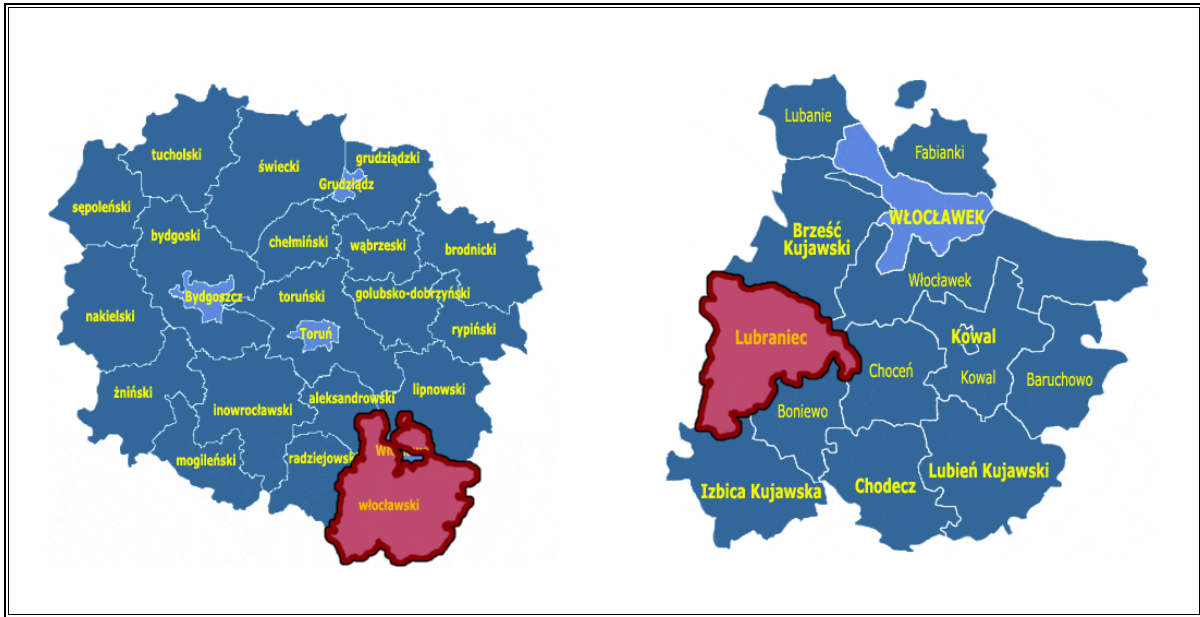 tucholski
świecki
grudziądzki
Grudziądz
sępoleński
bydgoski
chełmiński
wąbrzeski
brodnicki
Bydgoszcz
toruński
golubsko-dobrzyński
nakielski
Toruń
rypiński
żniński
inowrocławski
aleksandrowski
lipnowski
mogileński
radziejows
włocławski
Lubanie
Fabianki
WŁOCŁAWEK
Brześć
Kujawski
Włocławek
Lubraniec
Kowal
Choceń
Kowal
Baruchowo
Boniewo
Izbica Kujawska
Chodecz
Lubień Kujawski